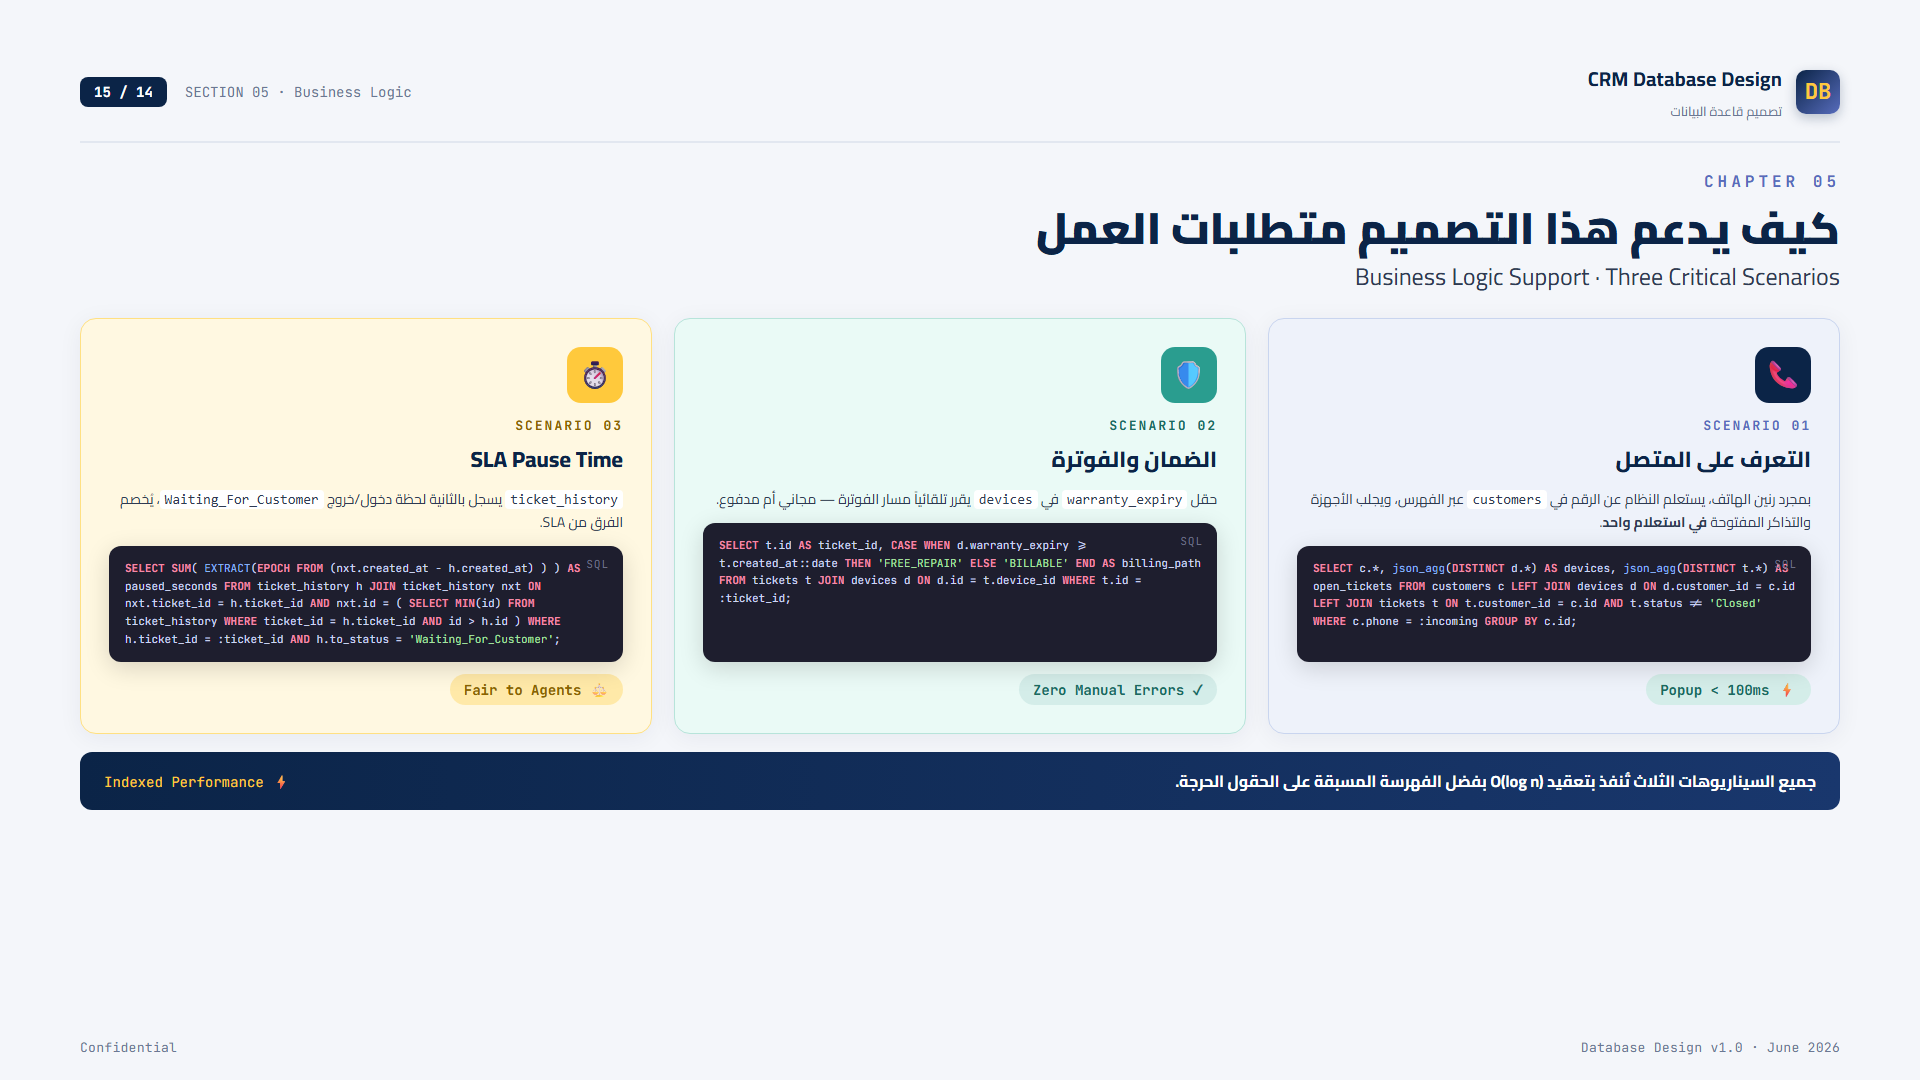 DB
CRM Database Design
تصميم قاعدة البيانات
15 / 14
SECTION 05 · Business Logic
CHAPTER 05
كيف يدعم هذا التصميم متطلبات العمل
Business Logic Support · Three Critical Scenarios
SCENARIO 01
التعرف على المتصل
بمجرد رنين الهاتف، يستعلم النظام عن الرقم في customers عبر الفهرس، ويجلب الأجهزة
والتذاكر المفتوحة في استعلام واحد.
SQL
SELECT c.*, json_agg(DISTINCT d.*) AS devices, json_agg(DISTINCT t.*) AS
open_tickets FROM customers c LEFT JOIN devices d ON d.customer_id = c.id
LEFT JOIN tickets t ON t.customer_id = c.id AND t.status ≠ 'Closed'
WHERE c.phone = :incoming GROUP BY c.id;
Popup < 100ms ⚡
SCENARIO 02
الضمان والفوترة
حقل warranty_expiry في devices يقرر تلقائياً مسار الفوترة — مجاني أم مدفوع.
SQL
SELECT t.id AS ticket_id, CASE WHEN d.warranty_expiry ≥
t.created_at::date THEN 'FREE_REPAIR' ELSE 'BILLABLE' END AS billing_path
FROM tickets t JOIN devices d ON d.id = t.device_id WHERE t.id =
:ticket_id;
Zero Manual Errors ✓
SCENARIO 03
SLA Pause Time
ticket_history يسجل بالثانية لحظة دخول/خروج Waiting_For_Customer، يُخصم
الفرق من SLA.
SQL
SELECT SUM( EXTRACT(EPOCH FROM (nxt.created_at - h.created_at) ) ) AS
paused_seconds FROM ticket_history h JOIN ticket_history nxt ON
nxt.ticket_id = h.ticket_id AND nxt.id = ( SELECT MIN(id) FROM
ticket_history WHERE ticket_id = h.ticket_id AND id > h.id ) WHERE
h.ticket_id = :ticket_id AND h.to_status = 'Waiting_For_Customer';
Fair to Agents
جميع السيناريوهات الثلاث تُنفذ بتعقيد O(log n) بفضل الفهرسة المسبقة على الحقول الحرجة.
Indexed Performance ⚡
Confidential
Database Design v1.0 · June 2026